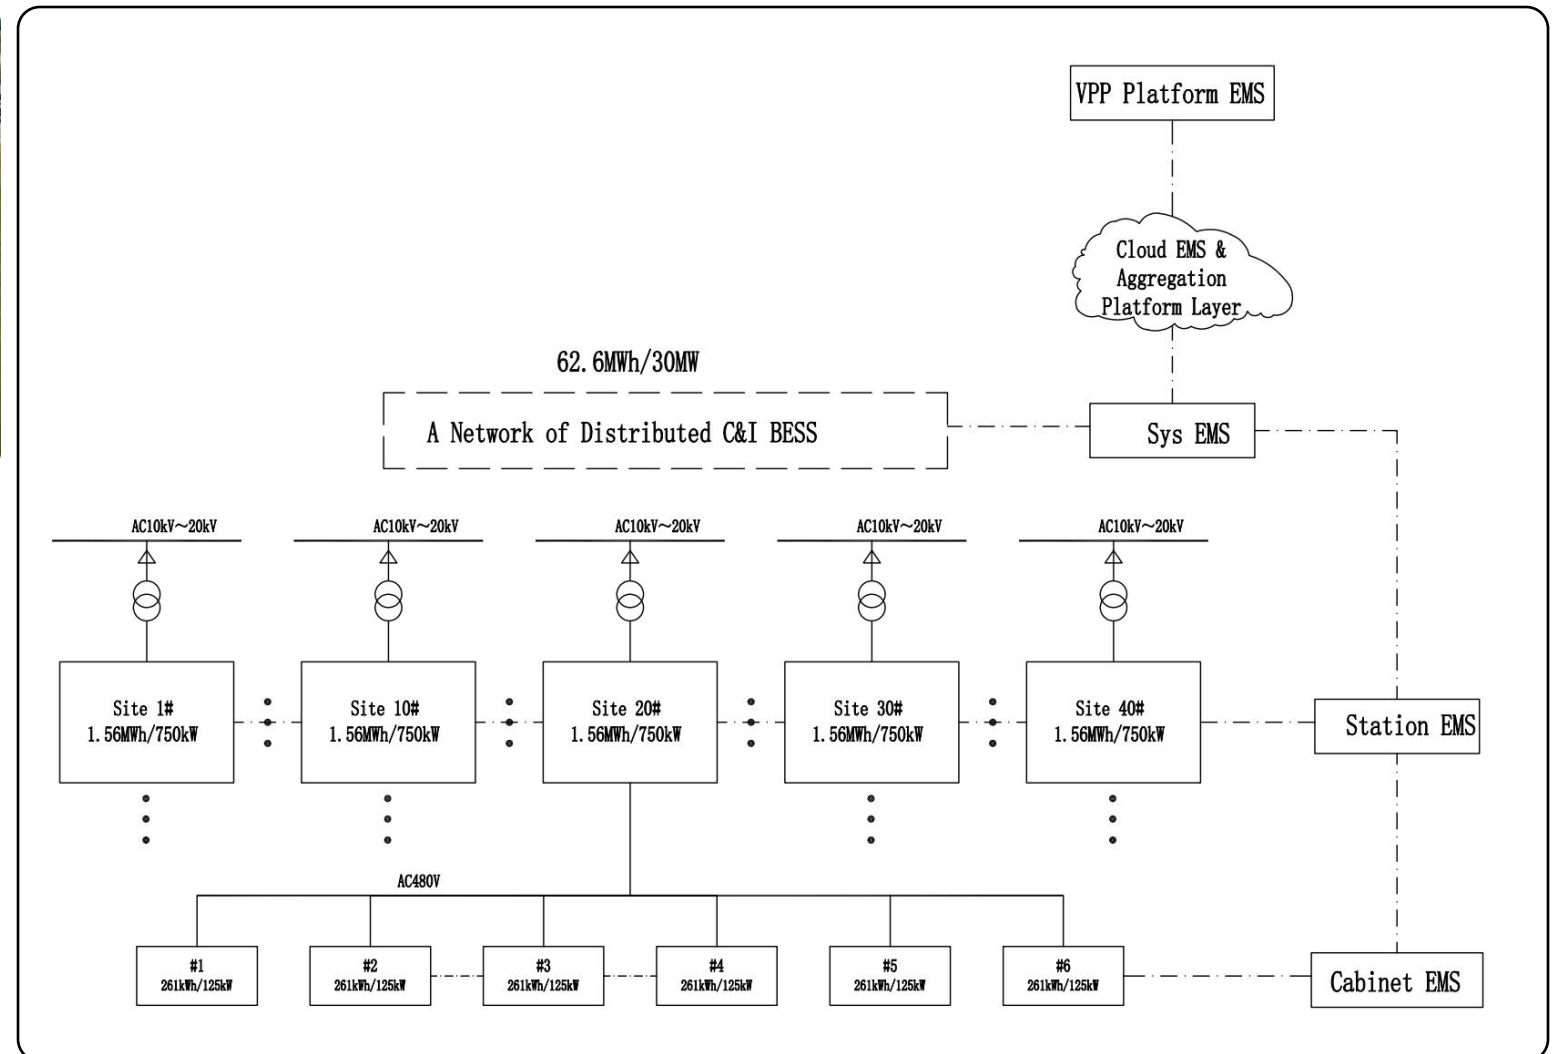 VPP Platform EMS
Cloud EMS &
Aggregation
Platform Layer
62.6MWh/30MW
A Network of Distributed C&I BESS
Sys EMS
AC10kV～20kV
AC10kV～20kV
AC10kV～20kV
AC10kV～20kV
AC10kV～20kV
Site 1#
1.56MWh/750kW
Site 10#
1.56MWh/750kW
Site 20#
1.56MWh/750kW
Site 30#
1.56MWh/750kW
Site 40#
1.56MWh/750kW
Station EMS
AC480V
#1
261kWh/125kW
#2
261kWh/125kW
#3
261kWh/125kW
#4
261kWh/125kW
#5
261kWh/125kW
#6
261kWh/125kW
Cabinet EMS